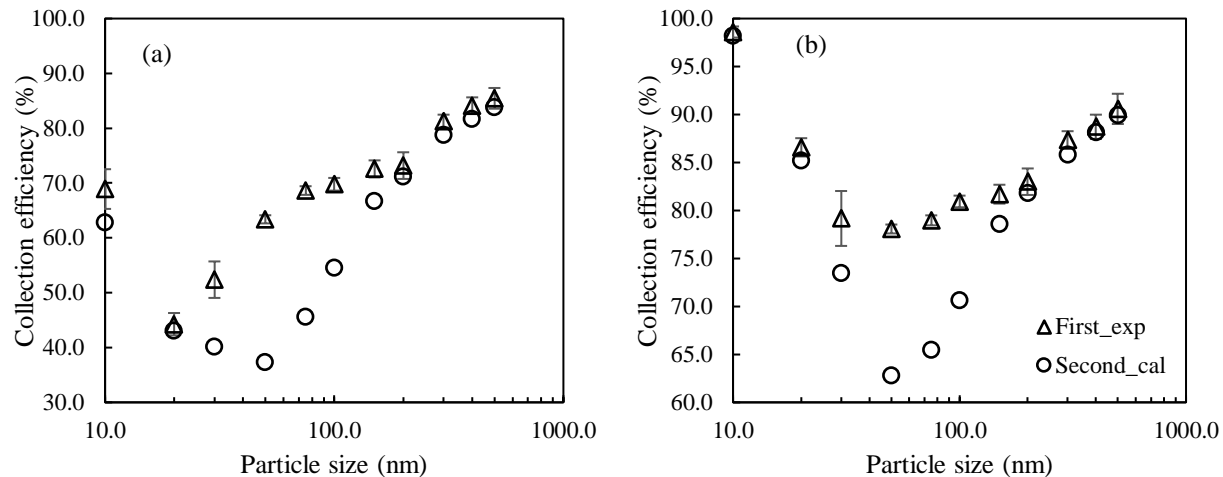 (a)
Collection efficiency (%)
100.0
90.0
80.0
70.0
60.0
50.0
40.0
30.0
10.0 100.0 1000.0
Particle size (nm)
(b)
Collection efficiency (%)
100.0
95.0
90.0
85.0
80.0
75.0
70.0
65.0
60.0
First_exp
Second_cal
10.0 100.0 1000.0
Particle size (nm)